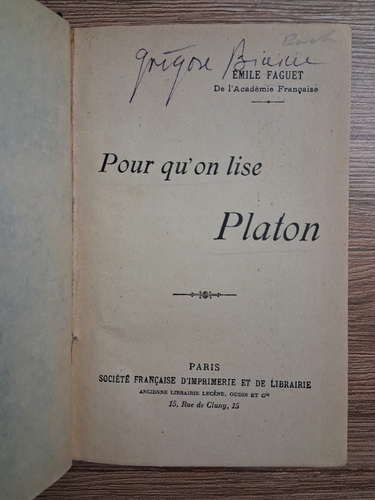 Grigore
ÉMILE FAGUET
De l'Académie Française
Pour qu'on lise
Platon
PARIS
SOCIÉTÉ FRANÇAISE D'IMPRIMERIE ET DE LIBRAIRIE
ANCIENNE LIBRAIRIE LECÈNE, OUDIN ET Cie
15, Rue de Cluny, 15